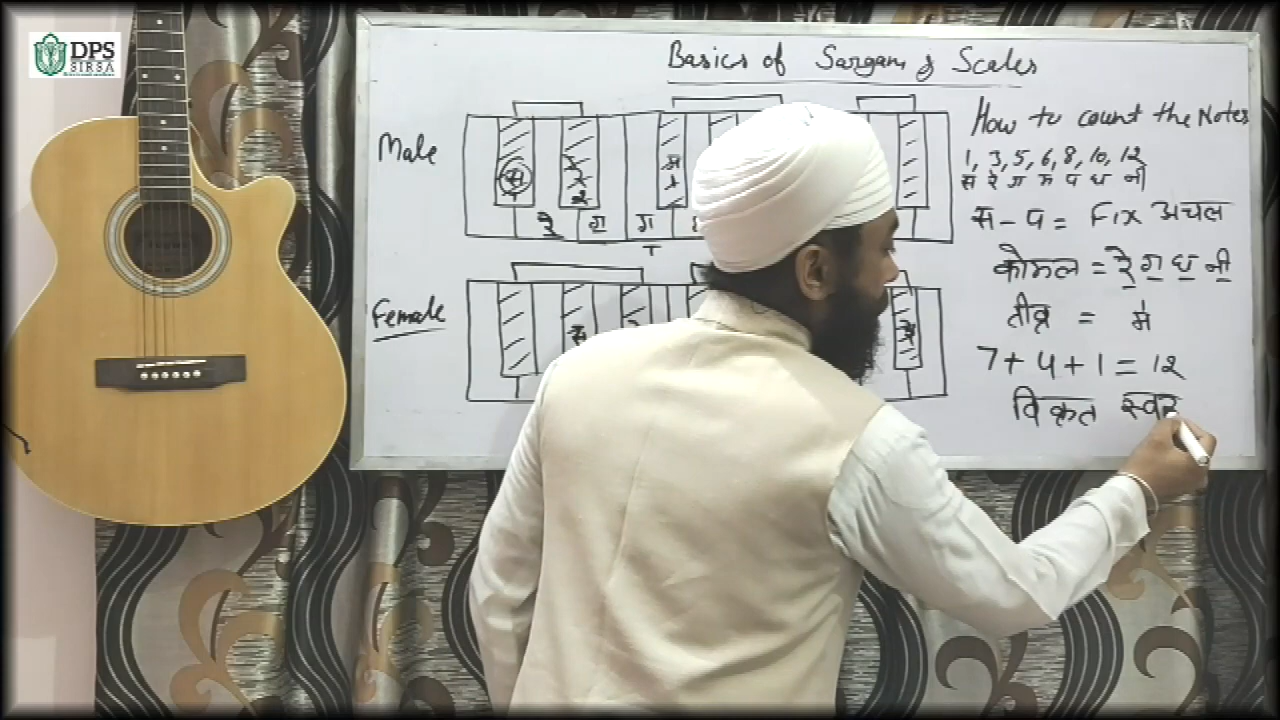 DPS
SIRSA
Basics of Sargam & Scales
Male
स
रे
ग
ग
Female
स
How to count the Notes
1, 3, 5, 6, 8, 10, 12
स रे ग म प ध नी
स - प = Fix अचल
कोमल = रे॒ ग॒ ध॒ नी॒
तीव्र = म॑
7 + 4 + 1 = 12
विकृत स्वर